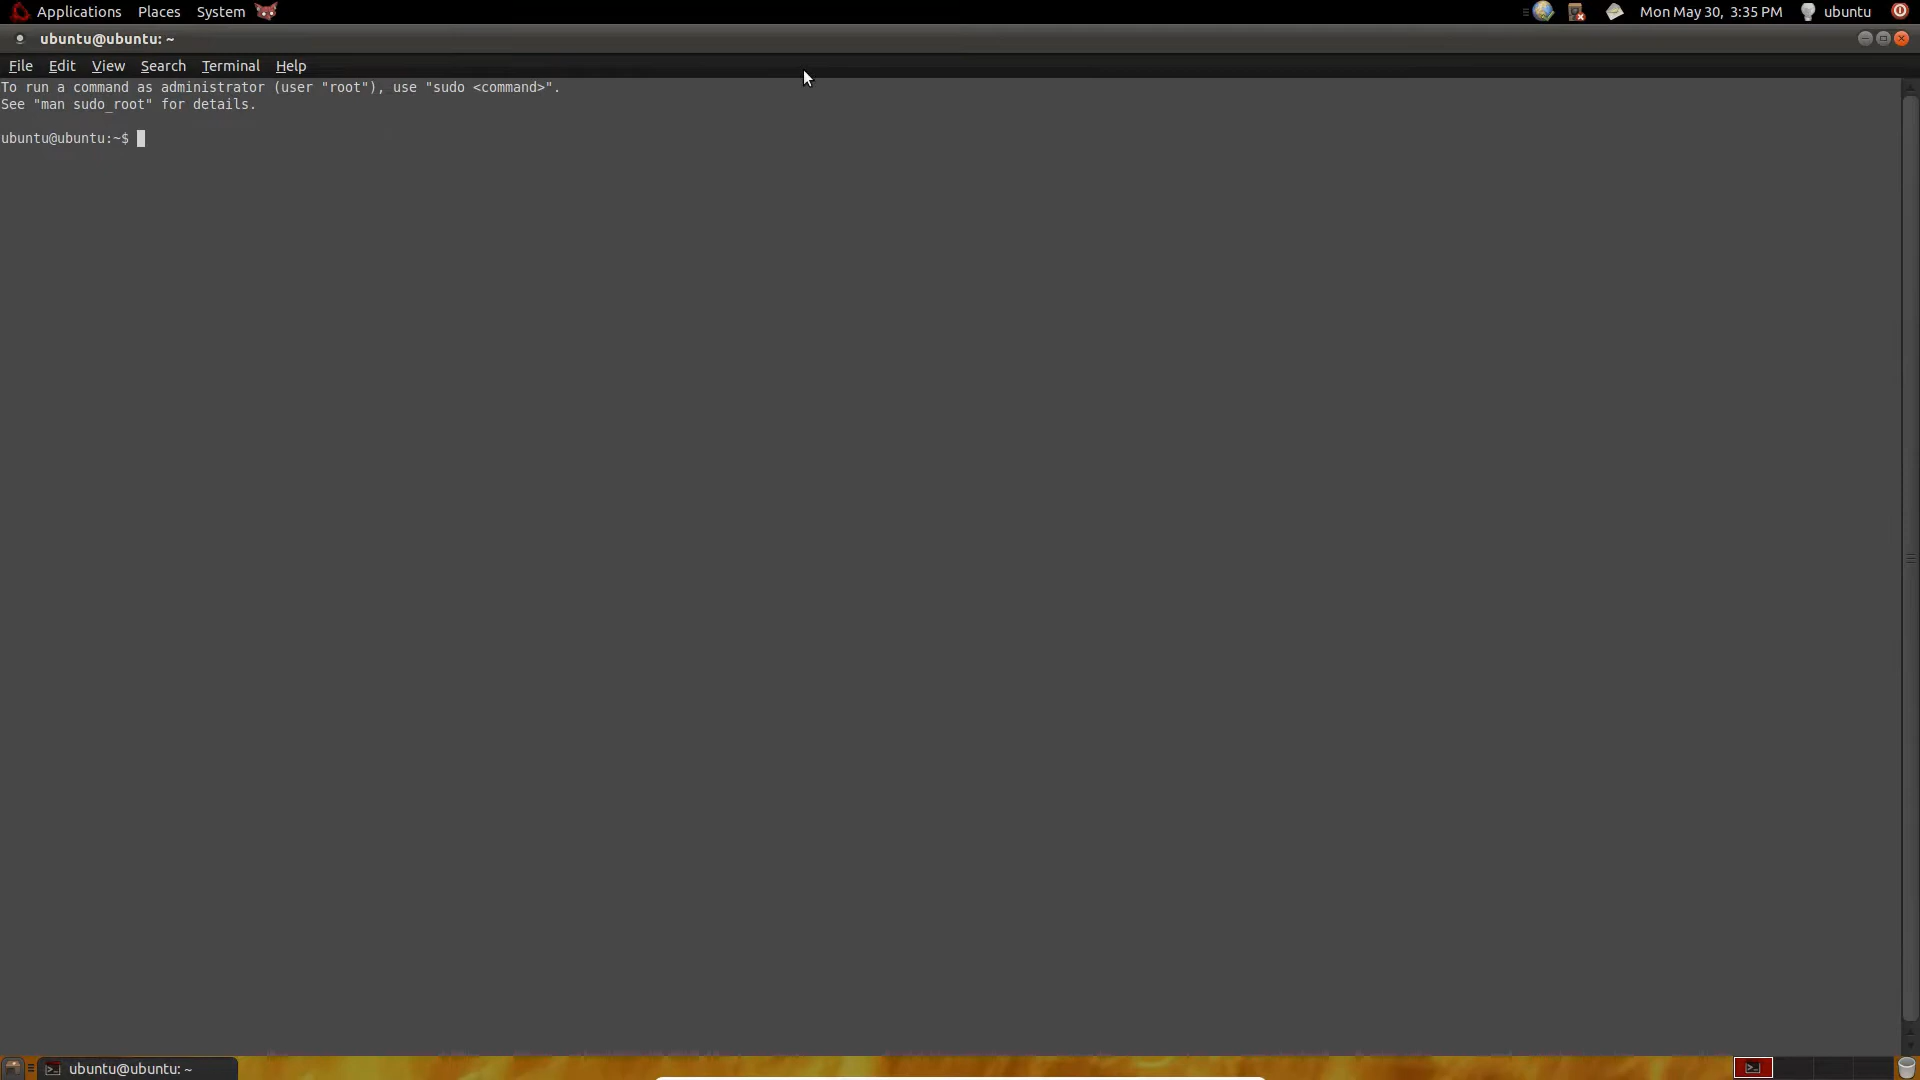 Applications Places System Mon May 30, 3:35 PM ubuntu
ubuntu@ubuntu: ~
File Edit View Search Terminal Help
To run a command as administrator (user "root"), use "sudo <command>".
See "man sudo_root" for details.
ubuntu@ubuntu:~$
ubuntu@ubuntu: ~